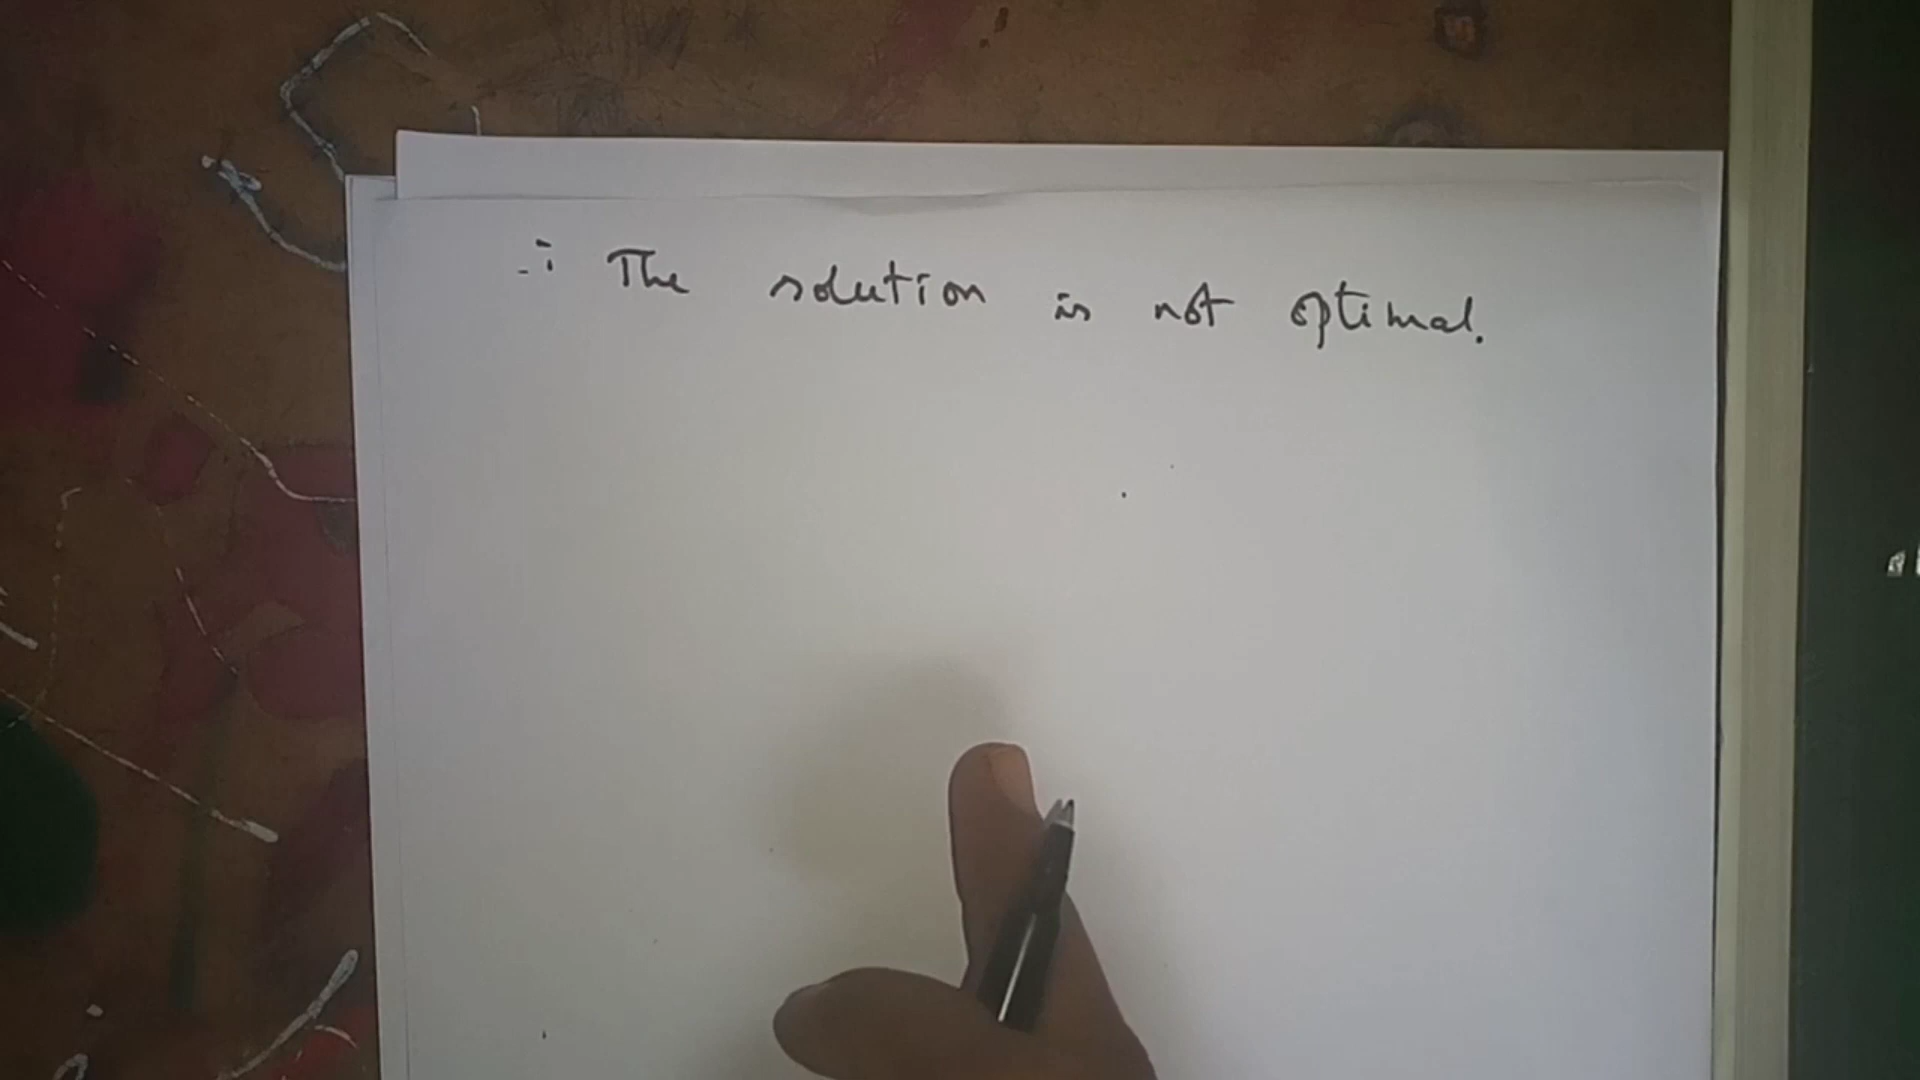 ∴ The solution is not optimal.